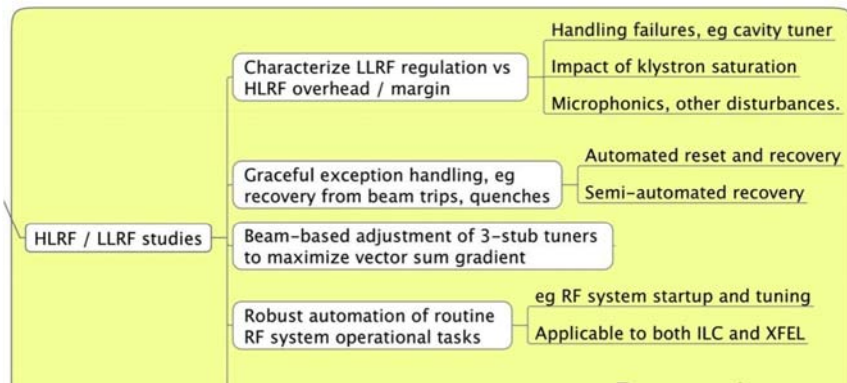 HLRF / LLRF studies
Characterize LLRF regulation vs
HLRF overhead / margin
Handling failures, eg cavity tuner
Impact of klystron saturation
Microphonics, other disturbances.
Graceful exception handling, eg
recovery from beam trips, quenches
Automated reset and recovery
Semi-automated recovery
Beam-based adjustment of 3-stub tuners
to maximize vector sum gradient
Robust automation of routine
RF system operational tasks
eg RF system startup and tuning
Applicable to both ILC and XFEL